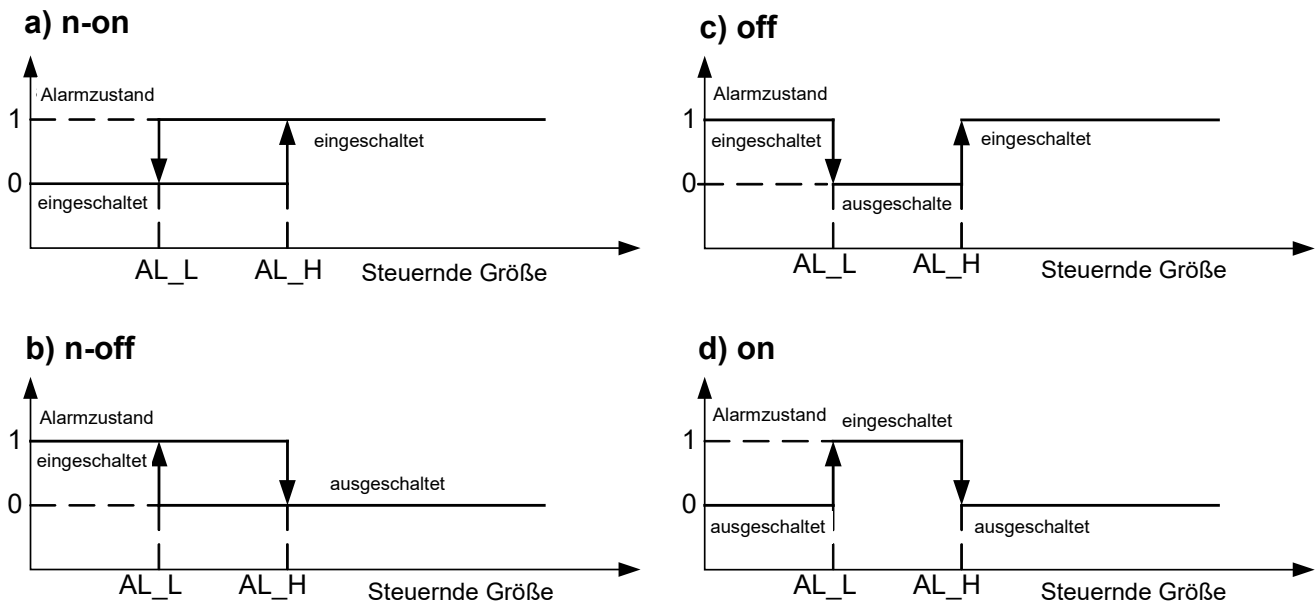 a) n-on
Alarmzustand
1
eingeschaltet
0
eingeschaltet
AL_L
AL_H
Steuernde Größe
c) off
Alarmzustand
1
eingeschaltet
eingeschaltet
0
ausgeschalte
AL_L
AL_H
Steuernde Größe
b) n-off
Alarmzustand
1
eingeschaltet
ausgeschaltet
0
AL_L
AL_H
Steuernde Größe
d) on
Alarmzustand
eingeschaltet
1
0
ausgeschaltet
ausgeschaltet
AL_L
AL_H
Steuernde Größe